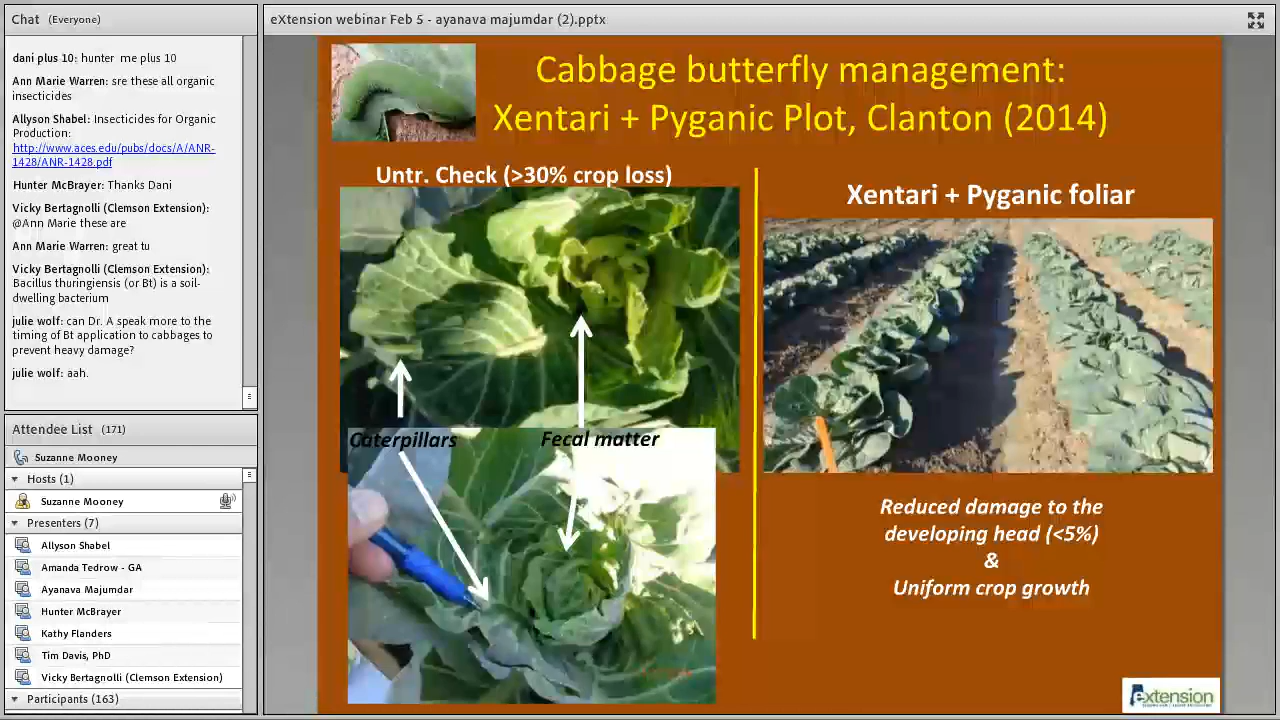 Chat (Everyone)
dani plus 10: huntr me plus 10
Ann Marie Warren: sre these all organic
insecticides
Allyson Shabel: Insecticides for Organic
Production:
http://www.aces.edu/pubs/docs/A/ANR-
1428/ANR-1428.pdf
Hunter McBrayer: Thanks Dani
Vicky Bertagnolli (Clemson Extension):
@Ann Marie these are
Ann Marie Warren: great tu
Vicky Bertagnolli (Clemson Extension):
Bacillus thuringiensis (or Bt) is a soil-
dwelling bacterium
julie wolf: can Dr. A speak more to the
timing of Bt application to cabbages to
prevent heavy damage?
julie wolf: aah.
Attendee List (171)
Suzanne Mooney
Hosts (1)
Suzanne Mooney
Presenters (7)
Allyson Shabel
Amanda Tedrow - GA
Ayanava Majumdar
Hunter McBrayer
Kathy Flanders
Tim Davis, PhD
Vicky Bertagnolli (Clemson Extension)
Participants (163)
eXtension webinar Feb 5 - ayanava majumdar (2).pptx
Cabbage butterfly management:
Xentari + Pyganic Plot, Clanton (2014)
Untr. Check (>30% crop loss)
Caterpillars
Fecal matter
Xentari + Pyganic foliar
Reduced damage to the
developing head (<5%)
&
Uniform crop growth
extension